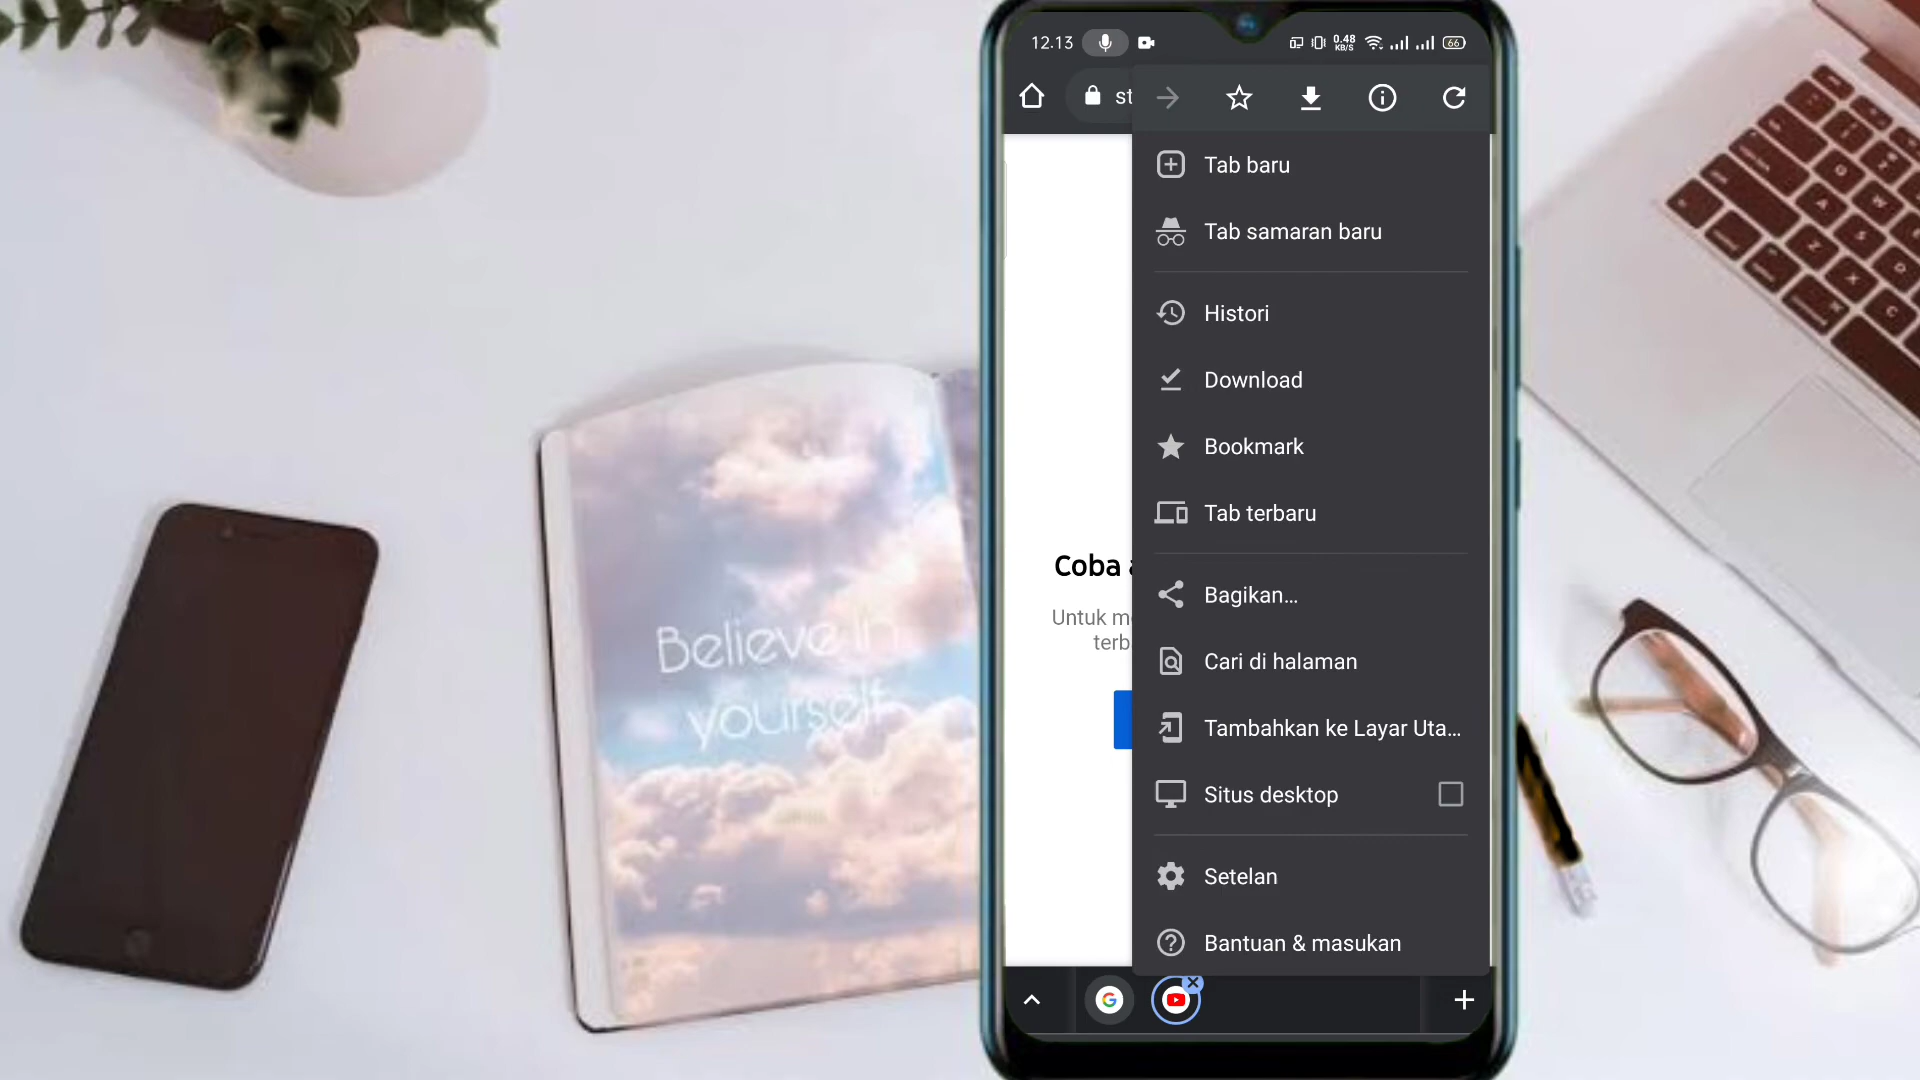 12.13
0.48
KB/S
66
st
Tab baru
Tab samaran baru
Histori
Download
Bookmark
Tab terbaru
Coba
Bagikan...
Untuk
terb
Cari di halaman
Tambahkan ke Layar Uta...
Situs desktop
Setelan
Bantuan & masukan
Believe in
yourself